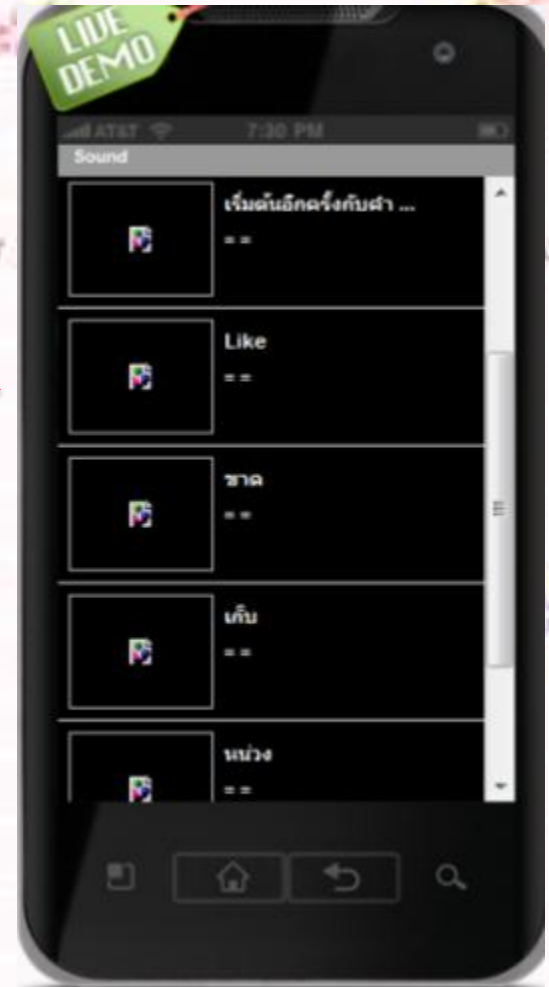 LIVE
DEMO
AT&T 7:30 PM
Sound
เริ่มต้นอีกครั้งกับคำ ...
= =
Like
= =
ขาด
= =
เก็บ
= =
หน่วง
= =